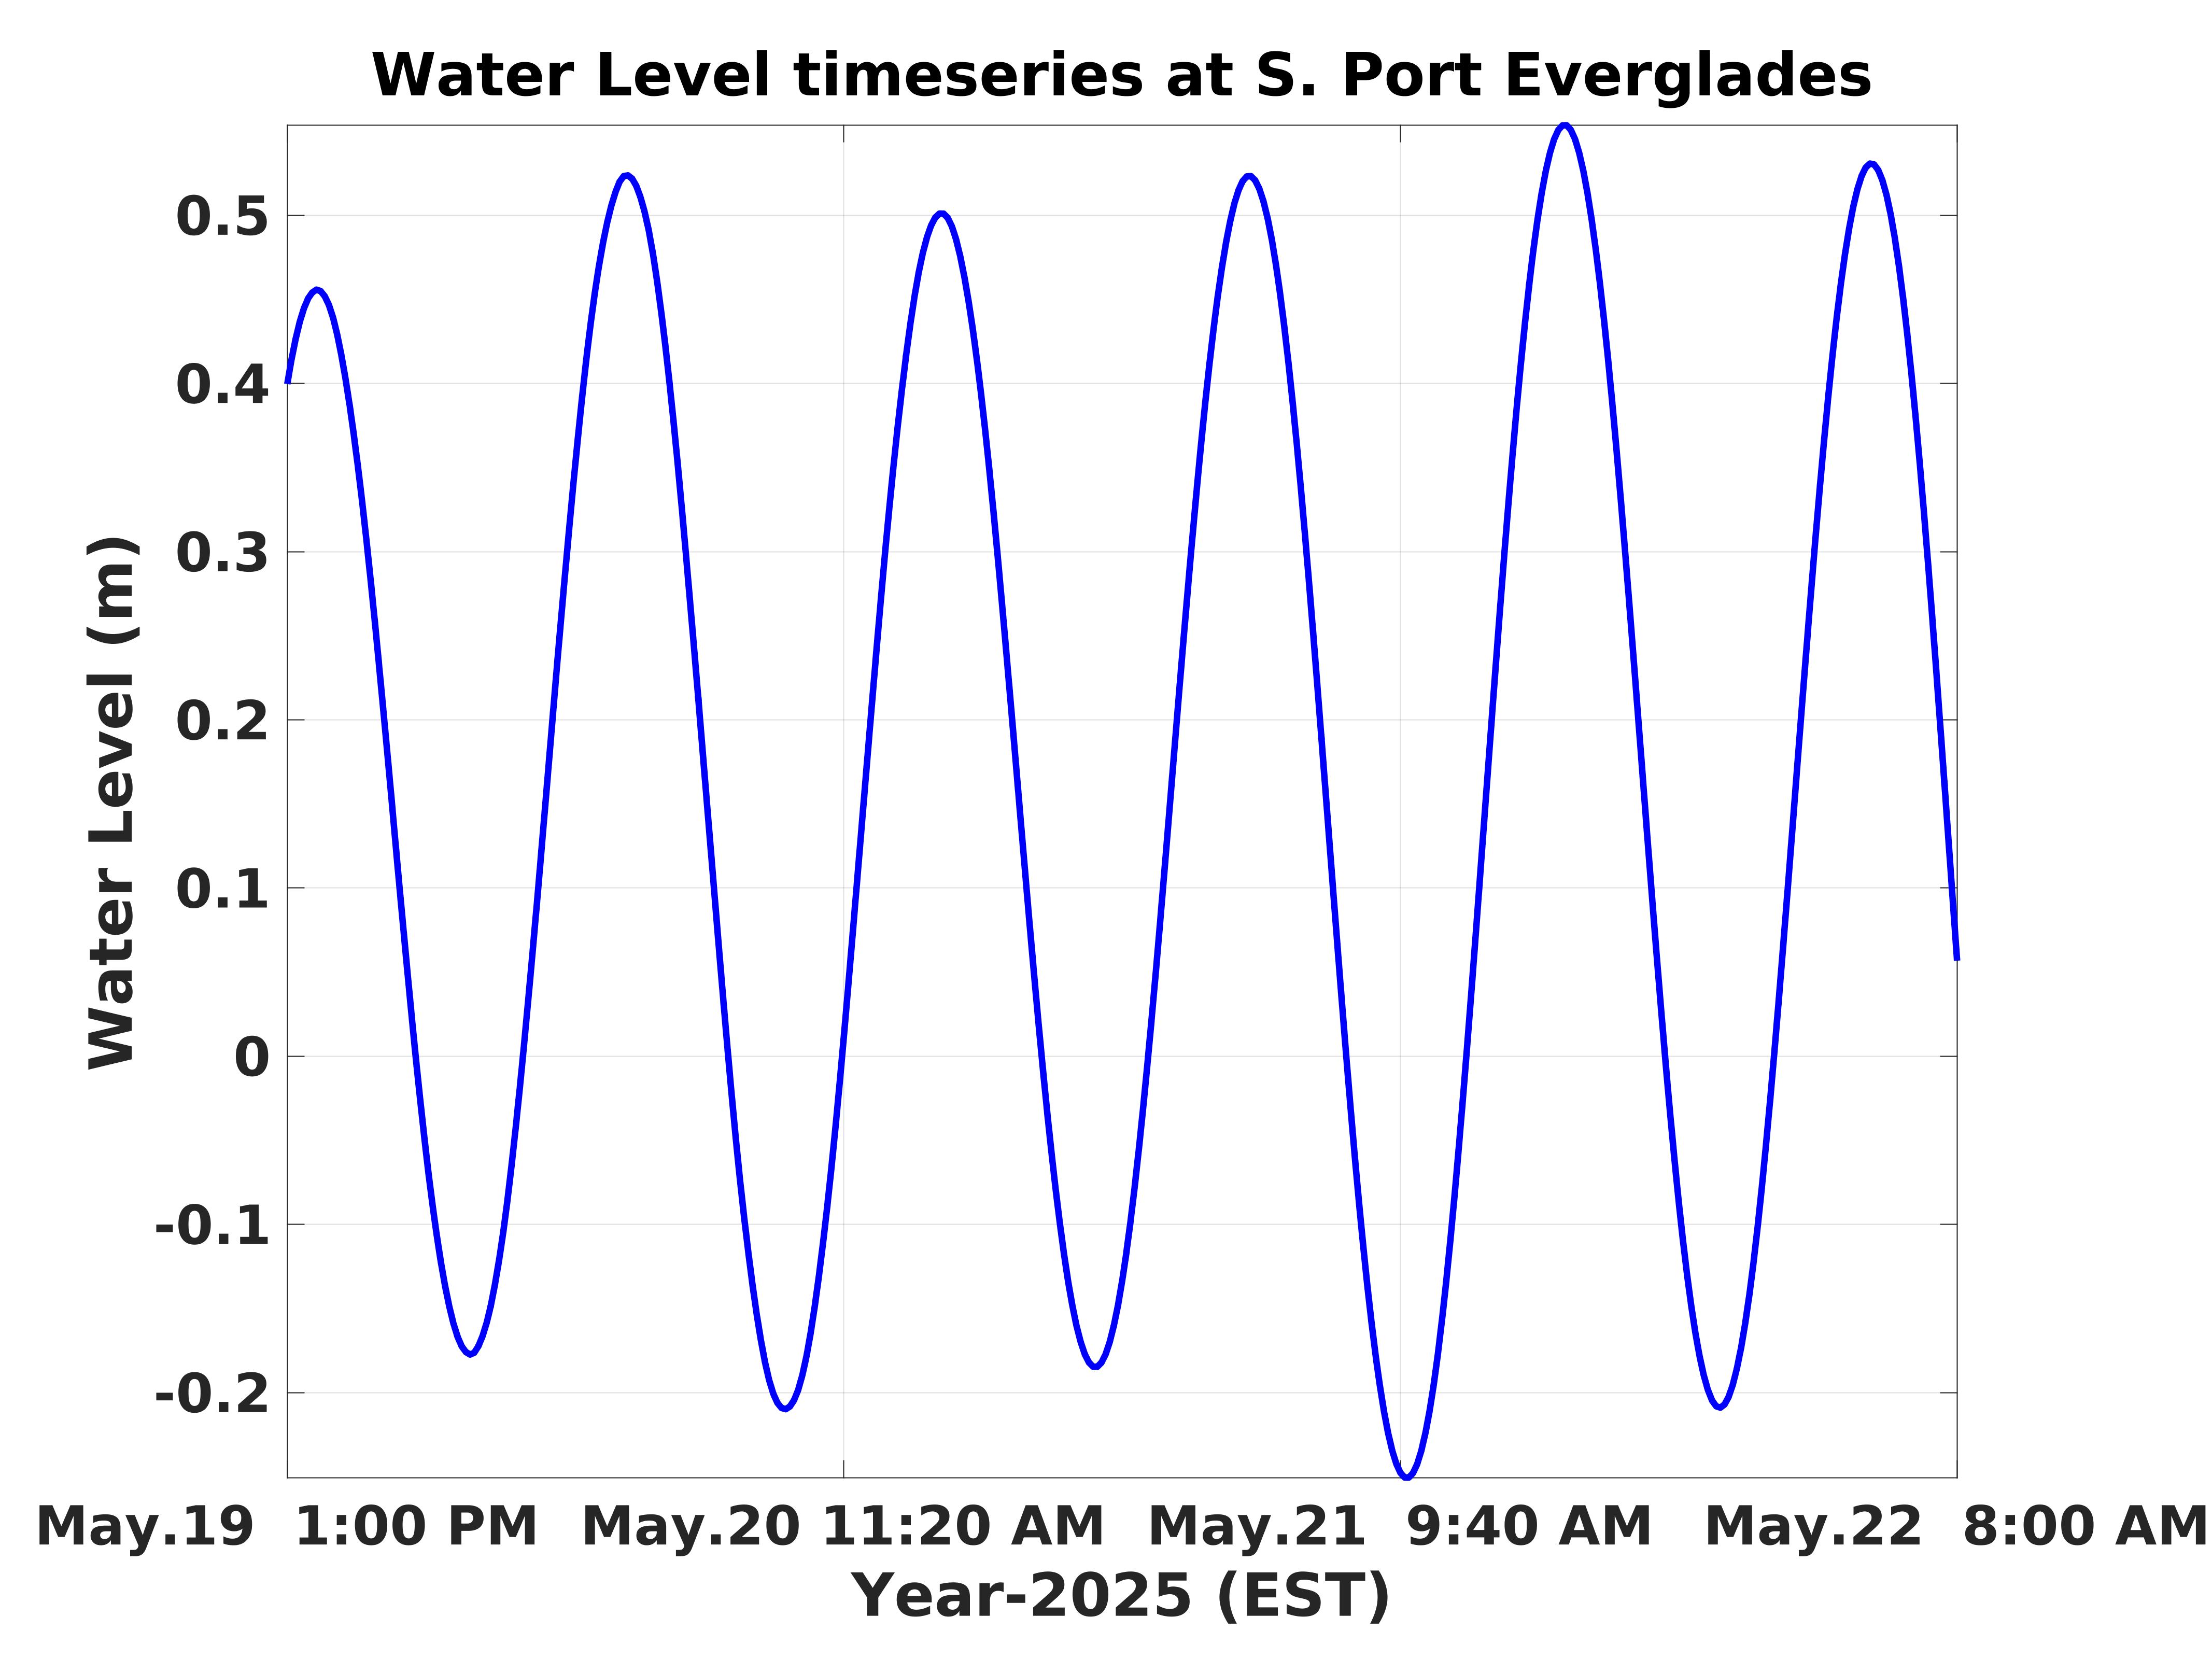 Water Level timeseries at S. Port Everglades
Water Level (m)
0.5
0.4
0.3
0.2
0.1
0
-0.1
-0.2
May.19 1:00 PM May.20 11:20 AM May.21 9:40 AM May.22 8:00 AM
Year-2025 (EST)